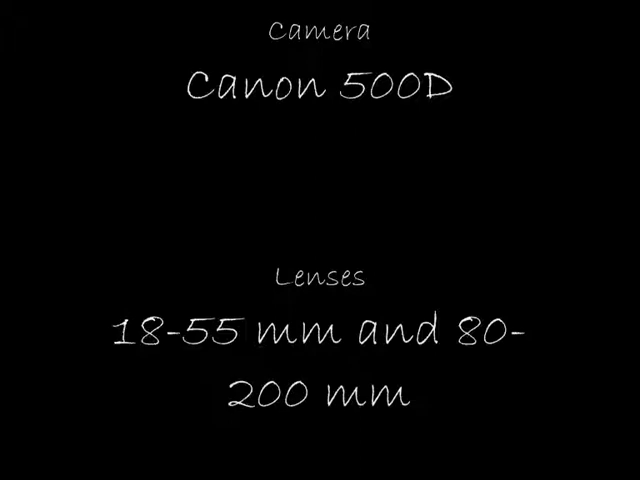 Camera
Canon 500D
Lenses
18-55 mm and 80-
200 mm